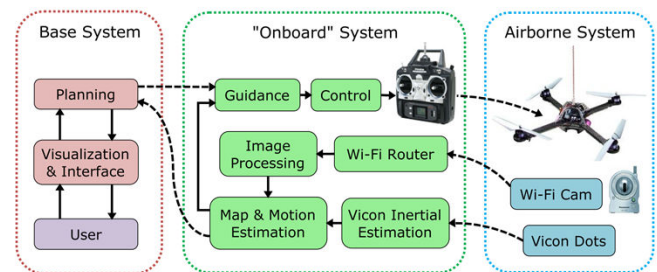 Base System
"Onboard" System
Airborne System
Planning
Guidance
Control
Visualization
& Interface
Image
Processing
Wi-Fi Router
Wi-Fi Cam
User
Map & Motion
Estimation
Vicon Inertial
Estimation
Vicon Dots